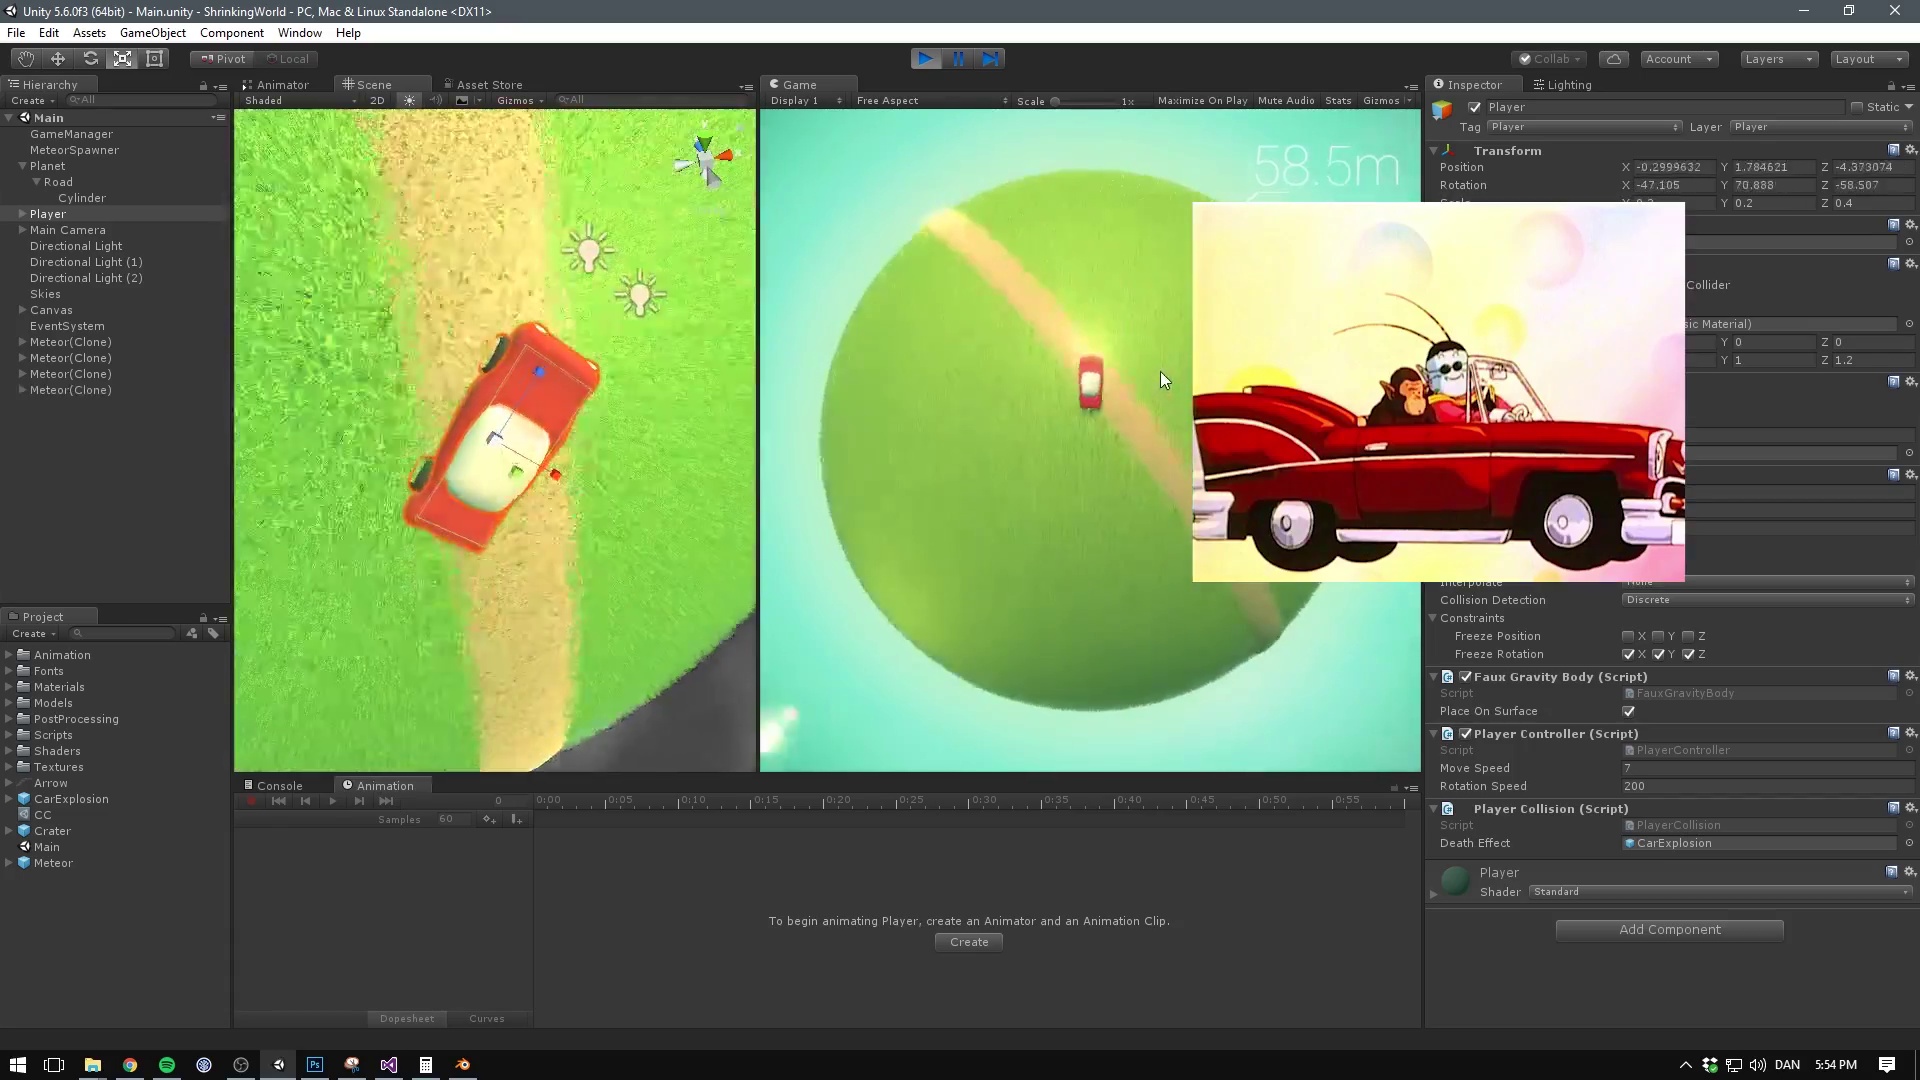 Unity 5.6.0f3 (64bit) - Main.unity - ShrinkingWorld - PC, Mac & Linux Standalone <DX11>
File Edit Assets GameObject Component Window Help
Pivot Local Collab Account Layers Layout
Hierarchy
Create All
Main
GameManager
MeteorSpawner
Planet
Road
Cylinder
Player
Main Camera
Directional Light
Directional Light (1)
Directional Light (2)
Skies
Canvas
EventSystem
Meteor(Clone)
Meteor(Clone)
Meteor(Clone)
Meteor(Clone)
Project
Create
Animation
Fonts
Materials
Models
PostProcessing
Scripts
Shaders
Textures
Arrow
CarExplosion
CC
Crater
Main
Meteor
Animator Scene Asset Store
Shaded 2D Gizmos All
Game
Display 1 Free Aspect Scale 1x Maximize On Play Mute Audio Stats Gizmos
58.5m
Console Animation
0 0:00 0:05 0:10 0:15 0:20 0:25 0:30 0:35 0:40 0:45 0:50 0:55
Samples 60
To begin animating Player, create an Animator and an Animation Clip.
Create
Dopesheet Curves
Inspector Lighting
Player Static
Tag Player Layer Player
Transform
Position X -0.2999632 Y 1.784621 Z -4.373074
Rotation X -47.105 Y 70.888 Z -58.507
Y 0.2 Z 0.4
Collider
Material)
Y 0 Z 0
Y 1 Z 1.2
Interpolate None
Collision Detection Discrete
Constraints
Freeze Position X Y Z
Freeze Rotation X Y Z
Faux Gravity Body (Script)
Script FauxGravityBody
Place On Surface
Player Controller (Script)
Script PlayerController
Move Speed 7
Rotation Speed 200
Player Collision (Script)
Script PlayerCollision
Death Effect CarExplosion
Player
Shader Standard
Add Component
DAN 5:54 PM